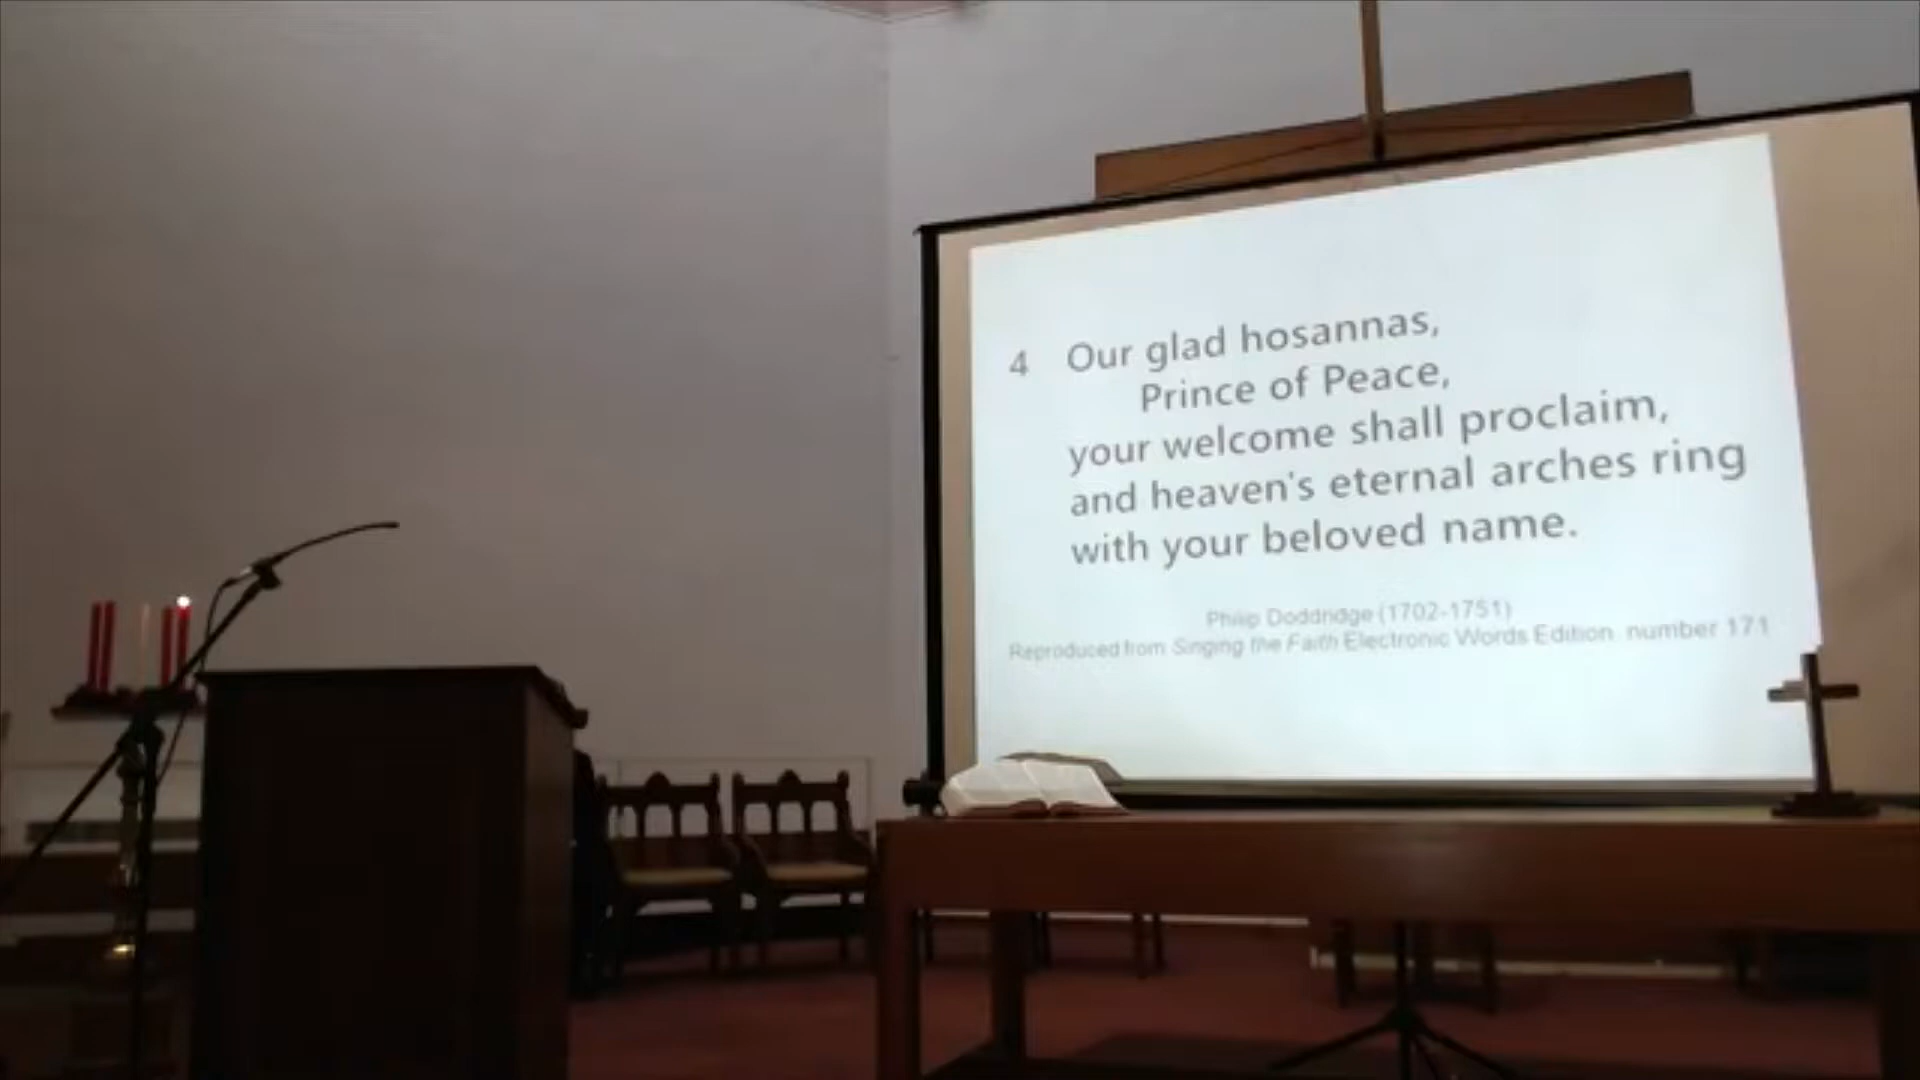 4 Our glad hosannas,
Prince of Peace,
your welcome shall proclaim,
and heaven's eternal arches ring
with your beloved name.
Philip Doddridge (1702-1751)
Reproduced from Singing the Faith Electronic Words Edition, number 171